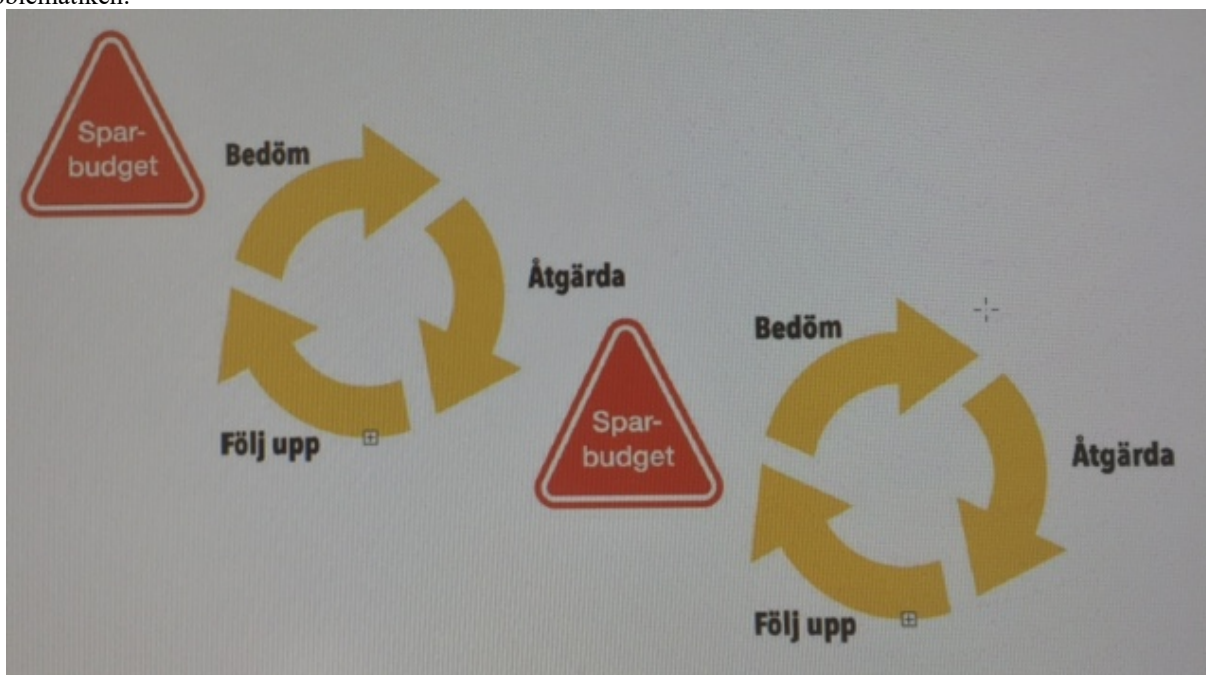 Spar-
budget
Bedöm
Åtgärda
Följ upp
Spar-
budget
Bedöm
Åtgärda
Följ upp